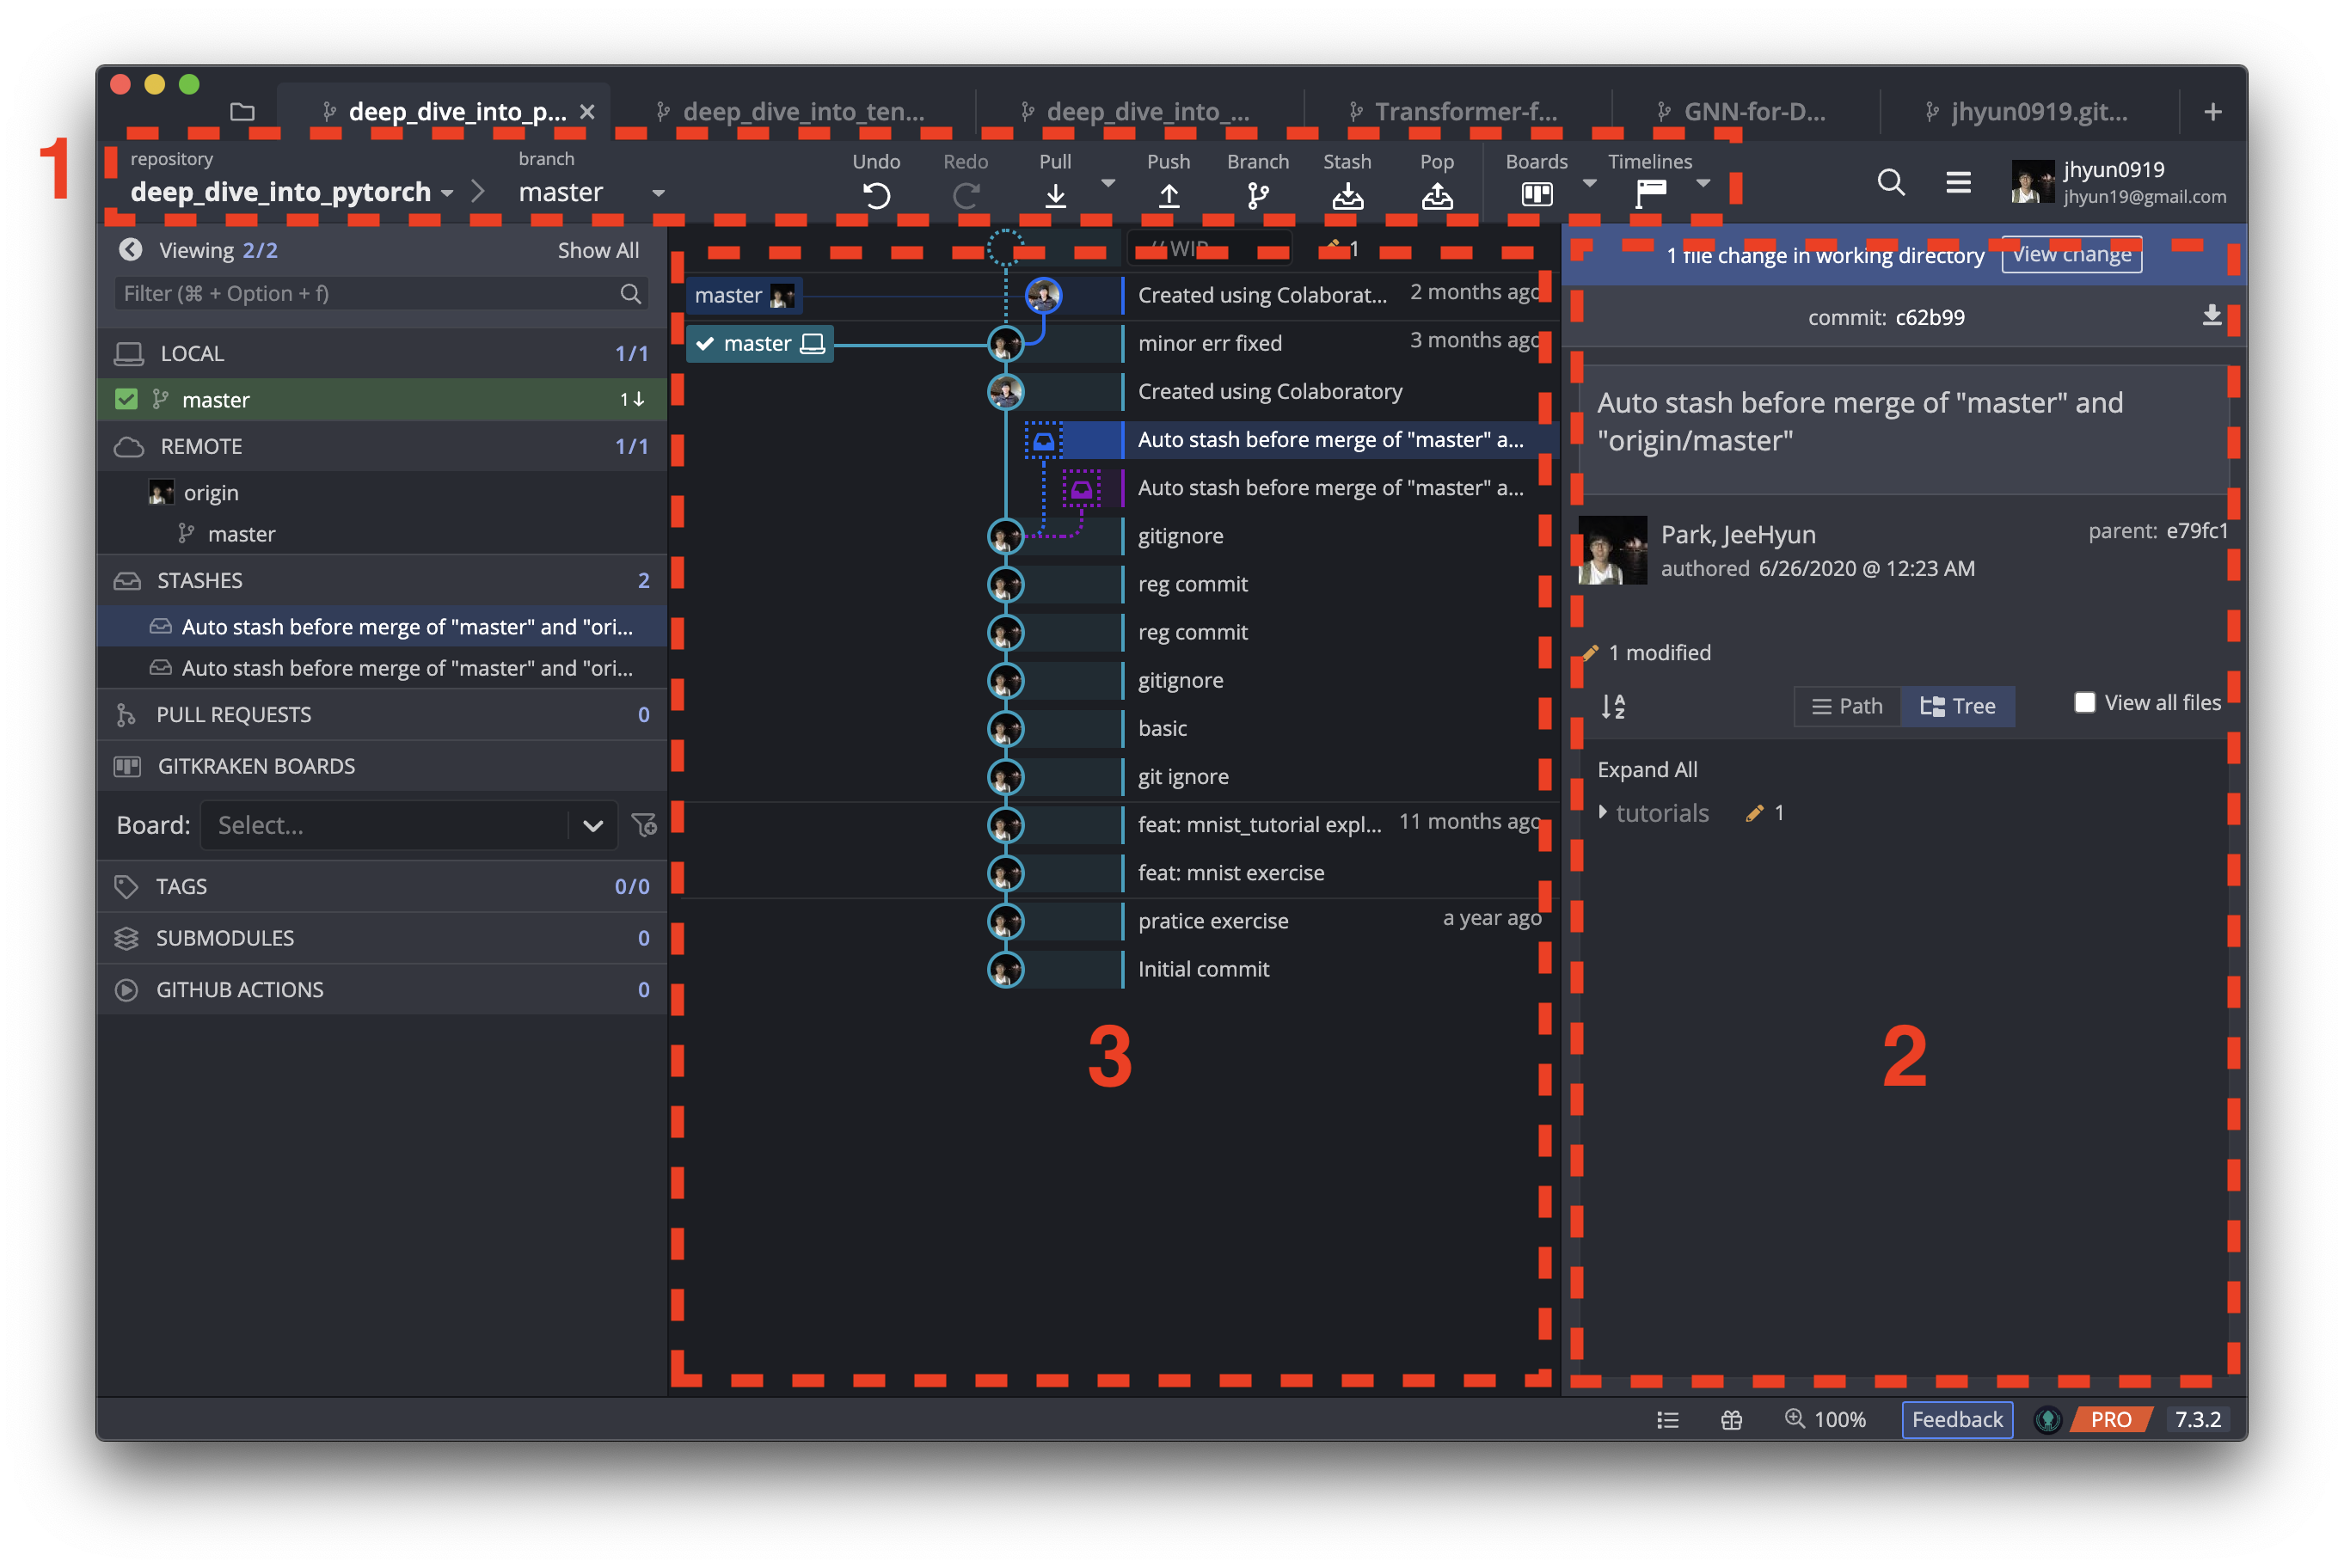 deep_dive_into_p...
deep_dive_into_ten...
deep_dive_into_...
Transformer-f...
GNN-for-D...
jhyun0919.git...
1
repository
deep_dive_into_pytorch
branch
master
Undo
Redo
Pull
Push
Branch
Stash
Pop
Boards
Timelines
jhyun0919
jhyun19@gmail.com
Viewing 2/2
Show All
Filter (⌘ + Option + f)
LOCAL 1/1
master 1↓
REMOTE 1/1
origin
master
STASHES 2
Auto stash before merge of "master" and "ori...
Auto stash before merge of "master" and "ori...
PULL REQUESTS 0
GITKRAKEN BOARDS
Board: Select...
TAGS 0/0
SUBMODULES 0
GITHUB ACTIONS 0
// WIP 1
master Created using Colaborat... 2 months ago
master minor err fixed 3 months ago
Created using Colaboratory
Auto stash before merge of "master" a...
Auto stash before merge of "master" a...
gitignore
reg commit
reg commit
gitignore
basic
git ignore
feat: mnist_tutorial expl... 11 months ago
feat: mnist exercise
pratice exercise a year ago
Initial commit
3
1 file change in working directory View change
commit: c62b99
Auto stash before merge of "master" and
"origin/master"
Park, JeeHyun
parent: e79fc1
authored 6/26/2020 @ 12:23 AM
1 modified
Path
Tree
View all files
Expand All
tutorials 1
2
100%
Feedback
PRO
7.3.2